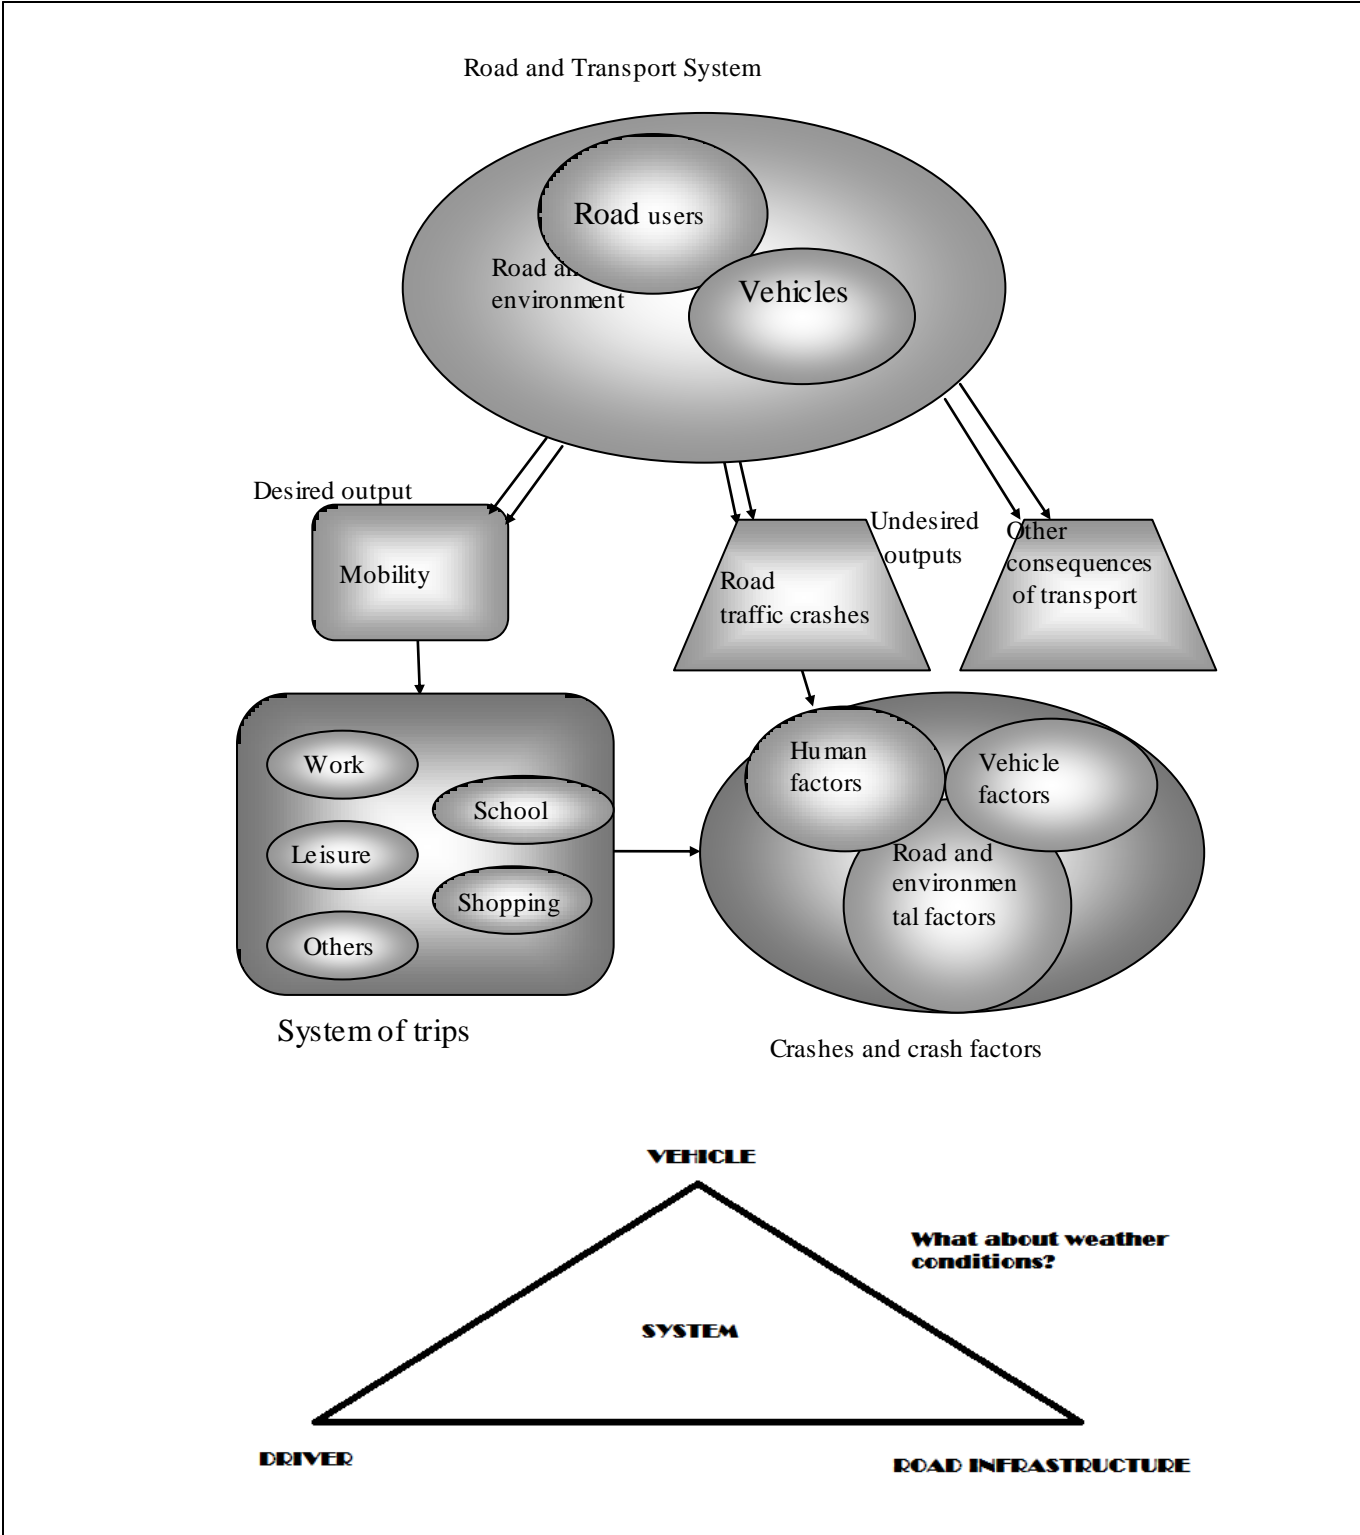 Road and Transport System
Road users
Road an
environment
Vehicles
Desired output
Mobility
Undesired
outputs
Road
traffic crashes
Other
consequences
of transport
Work
School
Leisure
Shopping
Others
System of trips
Human
factors
Vehicle
factors
Road and
environmen
tal factors
Crashes and crash factors
VEHICLE
What about weather
conditions?
SYSTEM
DRIVER
ROAD INFRASTRUCTURE